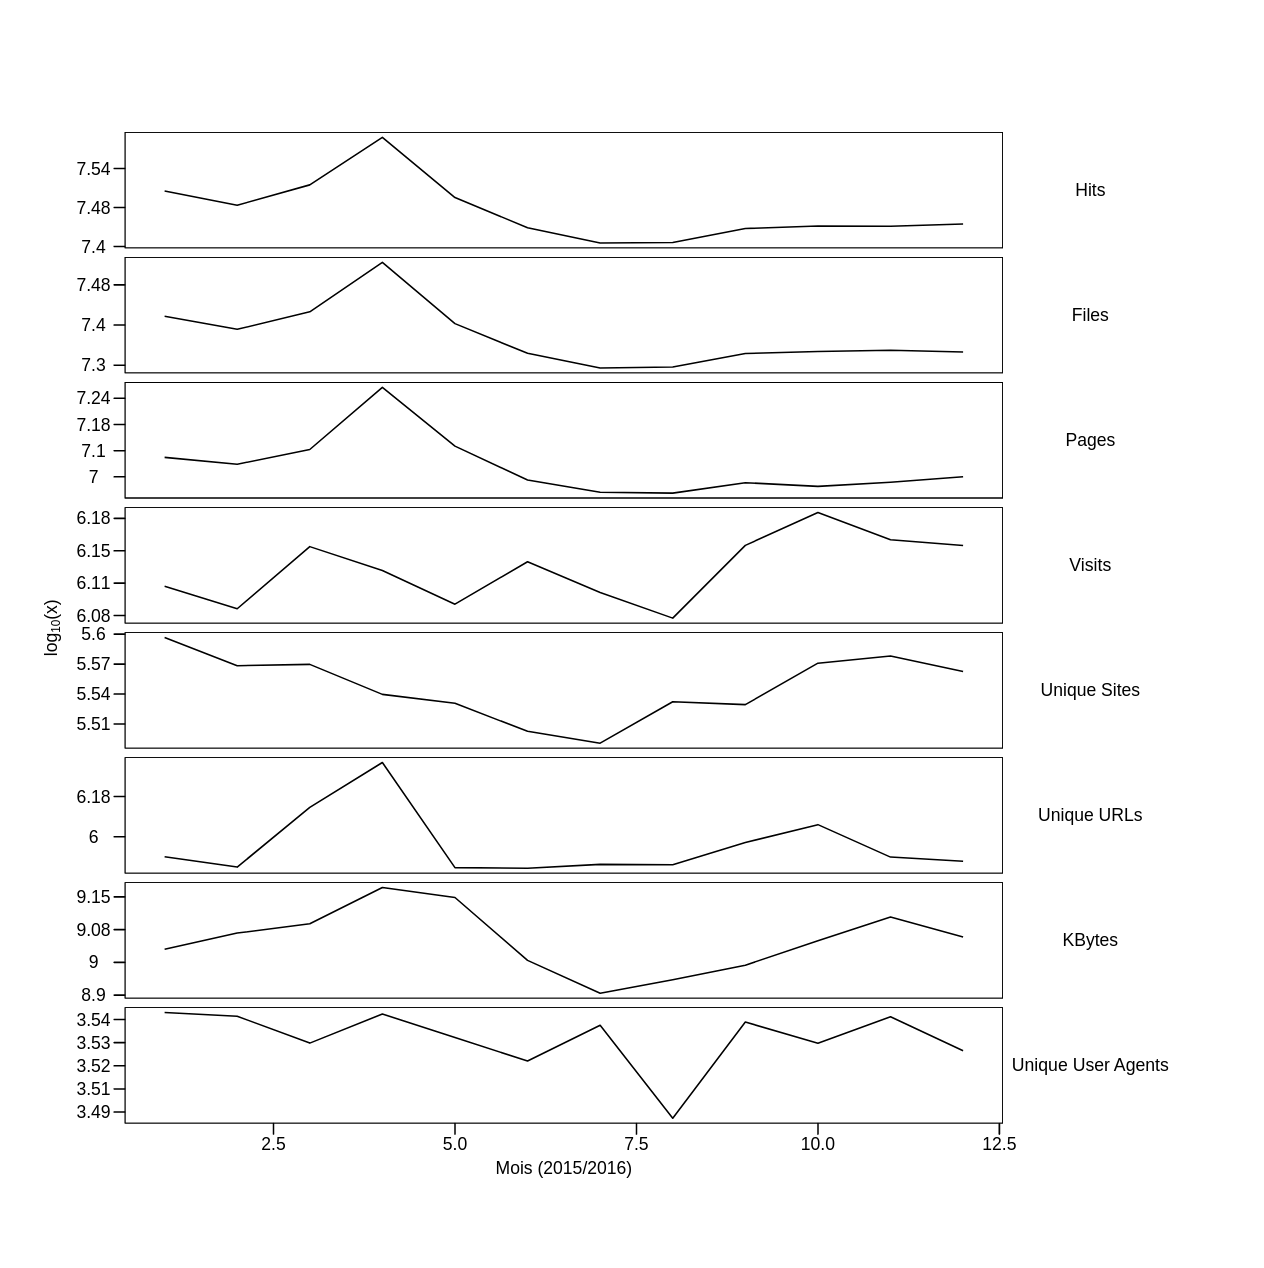 7.54
7.48
7.4
Hits
7.48
7.4
7.3
Files
7.24
7.18
7.1
7
Pages
6.18
6.15
6.11
6.08
Visits
log10(x)
5.6
5.57
5.54
5.51
Unique Sites
6.18
6
Unique URLs
9.15
9.08
9
8.9
KBytes
3.54
3.53
3.52
3.51
3.49
Unique User Agents
2.5 5.0 7.5 10.0 12.5
Mois (2015/2016)